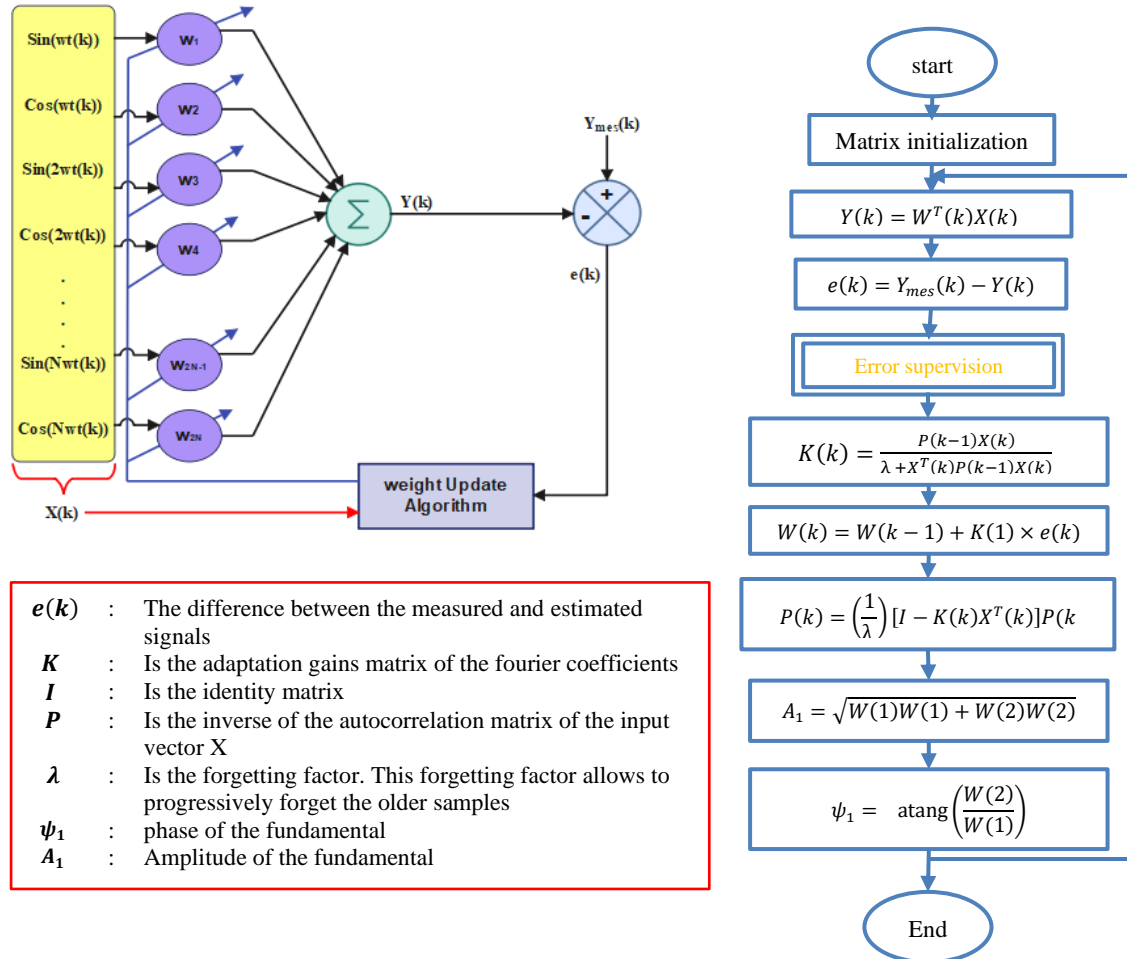 Sin(wt(k))
Cos(wt(k))
Sin(2wt(k))
Cos(2wt(k))
.
.
.
.
.
Sin(Nwt(k))
Cos(Nwt(k))
X(k)
W1
W2
W3
W4
W2N-1
W2N
Σ
Y(k)
Ymes(k)
+
-
e(k)
weight Update
Algorithm
e(k) : The difference between the measured and estimated
signals
K : Is the adaptation gains matrix of the fourier coefficients
I : Is the identity matrix
P : Is the inverse of the autocorrelation matrix of the input
vector X
λ : Is the forgetting factor. This forgetting factor allows to
progressively forget the older samples
ψ₁ : phase of the fundamental
A₁ : Amplitude of the fundamental
start
Matrix initialization
Y(k) = W^T(k)X(k)
e(k) = Y_mes(k) − Y(k)
Error supervision
K(k) = P(k−1)X(k) / λ+X^T(k)P(k−1)X(k)
W(k) = W(k − 1) + K(1) × e(k)
P(k) = (1/λ) [I − K(k)X^T(k)]P(k
A₁ = √W(1)W(1) + W(2)W(2)
ψ₁ = atang(W(2)/W(1))
End